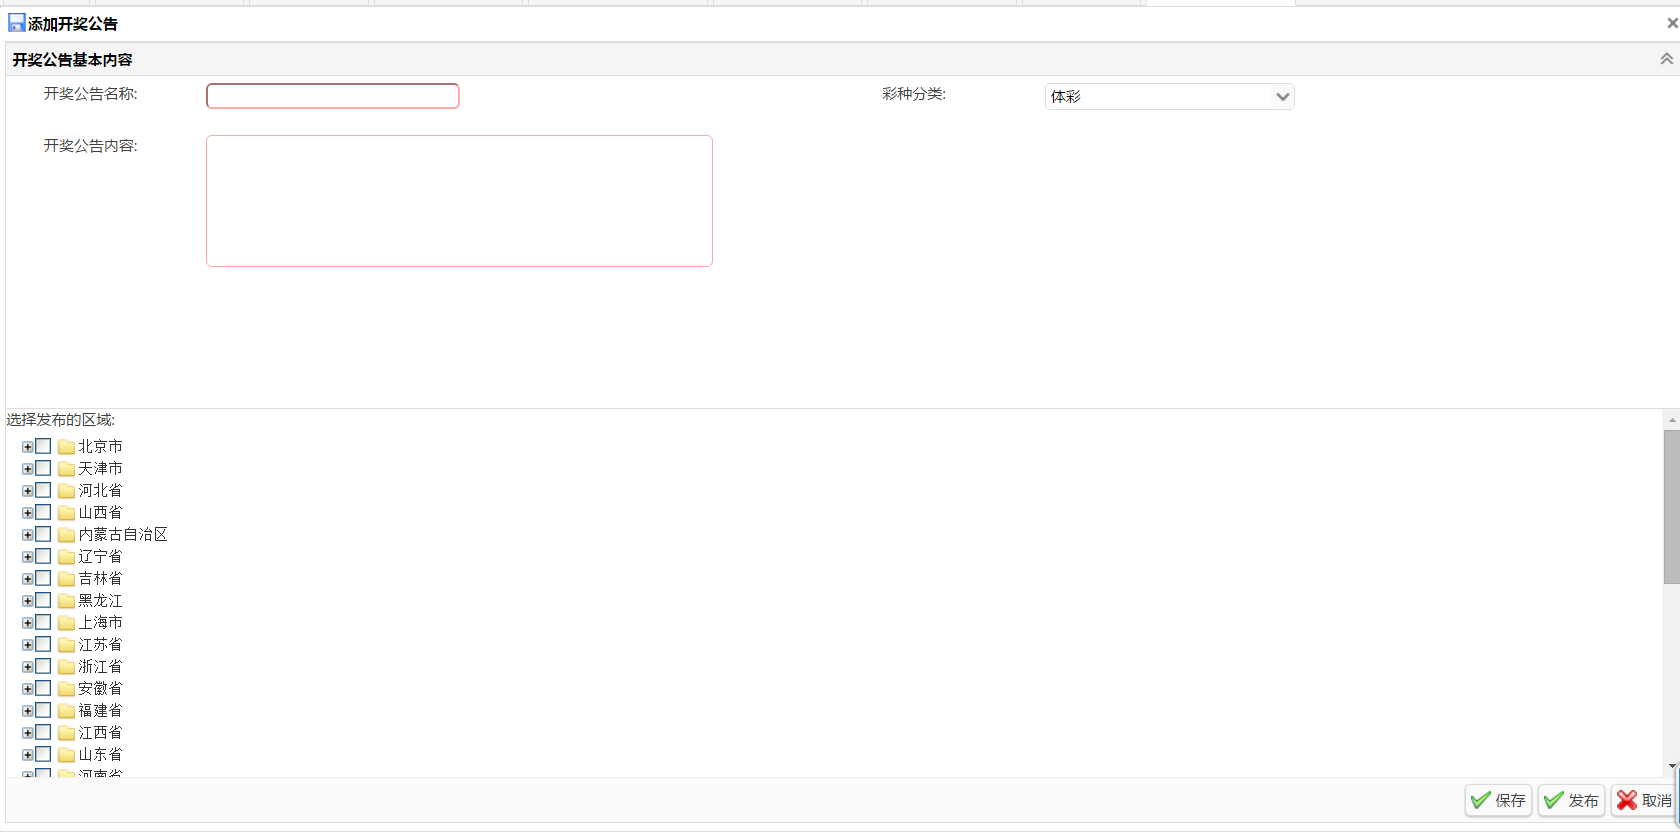 添加开奖公告
开奖公告基本内容
开奖公告名称:
彩种分类:
体彩
开奖公告内容:
选择发布的区域:
北京市
天津市
河北省
山西省
内蒙古自治区
辽宁省
吉林省
黑龙江
上海市
江苏省
浙江省
安徽省
福建省
江西省
山东省
河南省
保存
发布
取消